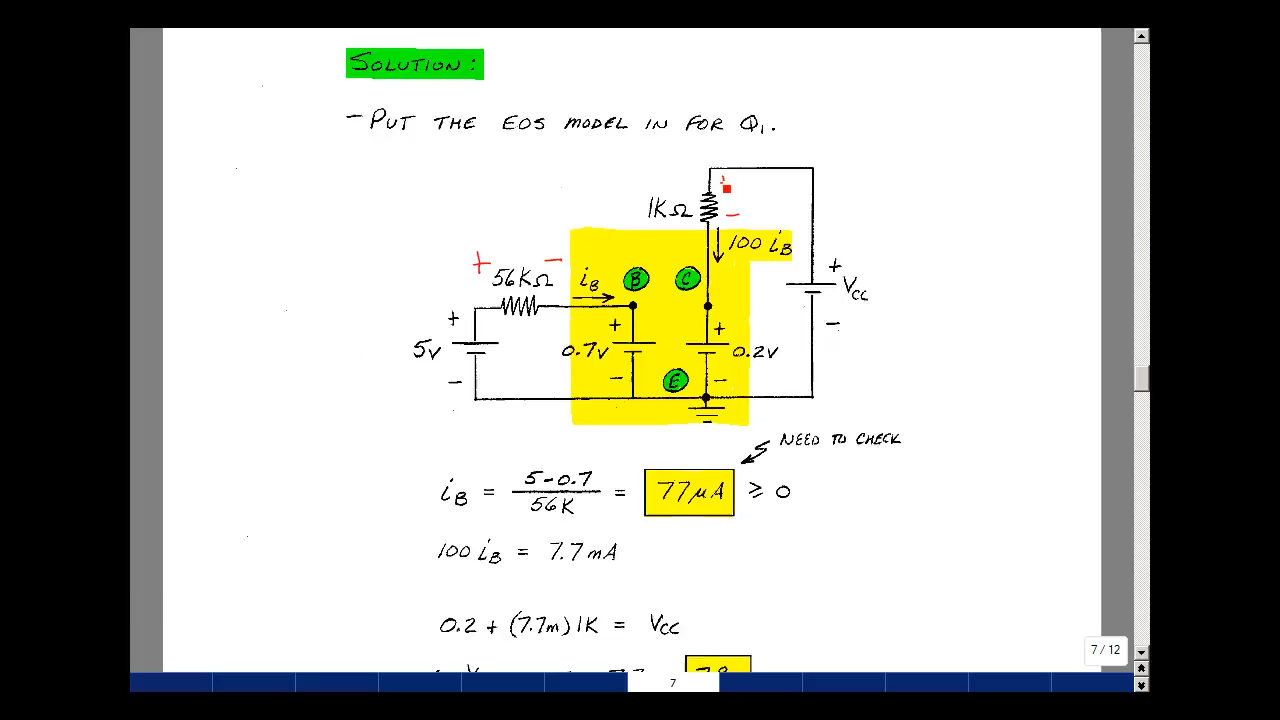 SOLUTION:
- PUT THE EOS MODEL IN FOR Q1.
1KΩ
-
100 iB
+ -
56KΩ iB B C + VCC
+ + + -
5V 0.7V 0.2V
- - E -
NEED TO CHECK
iB = 5-0.7 / 56K = 77μA ≥ 0
100 iB = 7.7mA
0.2 + (7.7m)1K = VCC
7 / 12
7